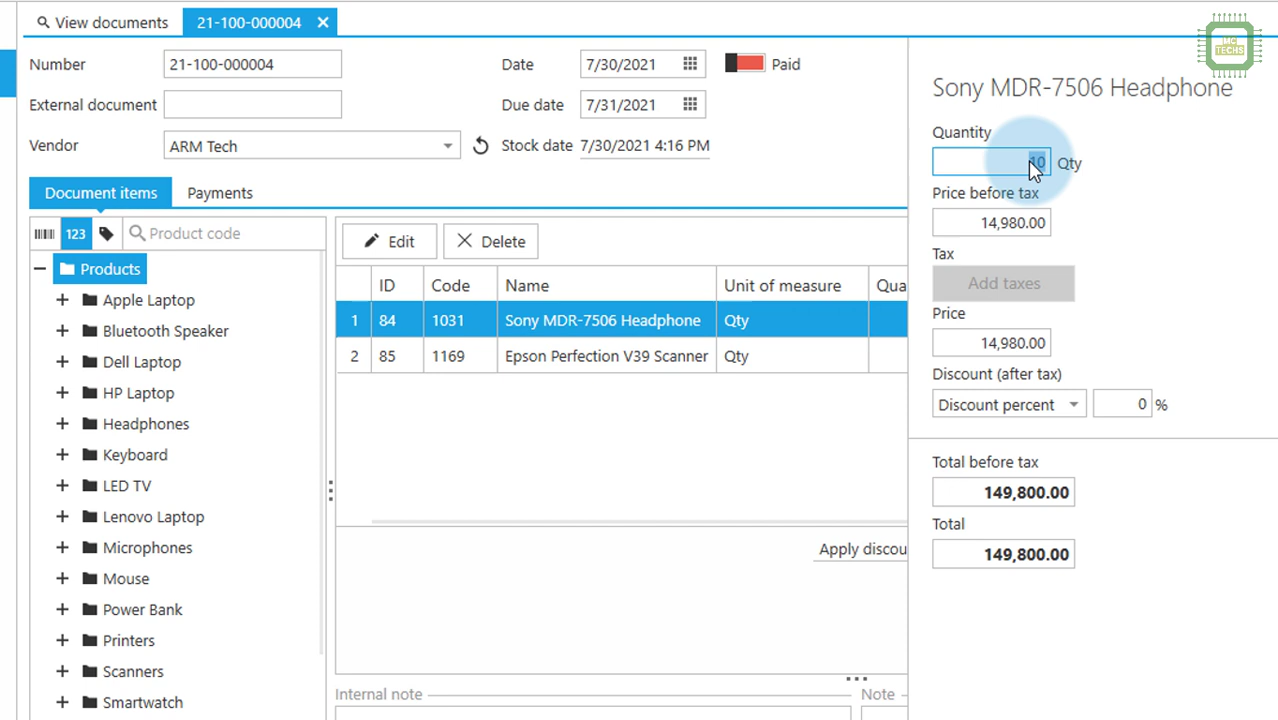 View documents
21-100-000004
MC
TECHS
Number
21-100-000004
Date
7/30/2021
Paid
External document
Due date
7/31/2021
Vendor
ARM Tech
Stock date
7/30/2021 4:16 PM
Document items
Payments
123
Product code
Edit
Delete
Products
Apple Laptop
Bluetooth Speaker
Dell Laptop
HP Laptop
Headphones
Keyboard
LED TV
Lenovo Laptop
Microphones
Mouse
Power Bank
Printers
Scanners
Smartwatch
ID Code Name Unit of measure Qua
1 84 1031 Sony MDR-7506 Headphone Qty
2 85 1169 Epson Perfection V39 Scanner Qty
Apply discou
Internal note
Note
Sony MDR-7506 Headphone
Quantity
10 Qty
Price before tax
14,980.00
Tax
Add taxes
Price
14,980.00
Discount (after tax)
Discount percent 0 %
Total before tax
149,800.00
Total
149,800.00